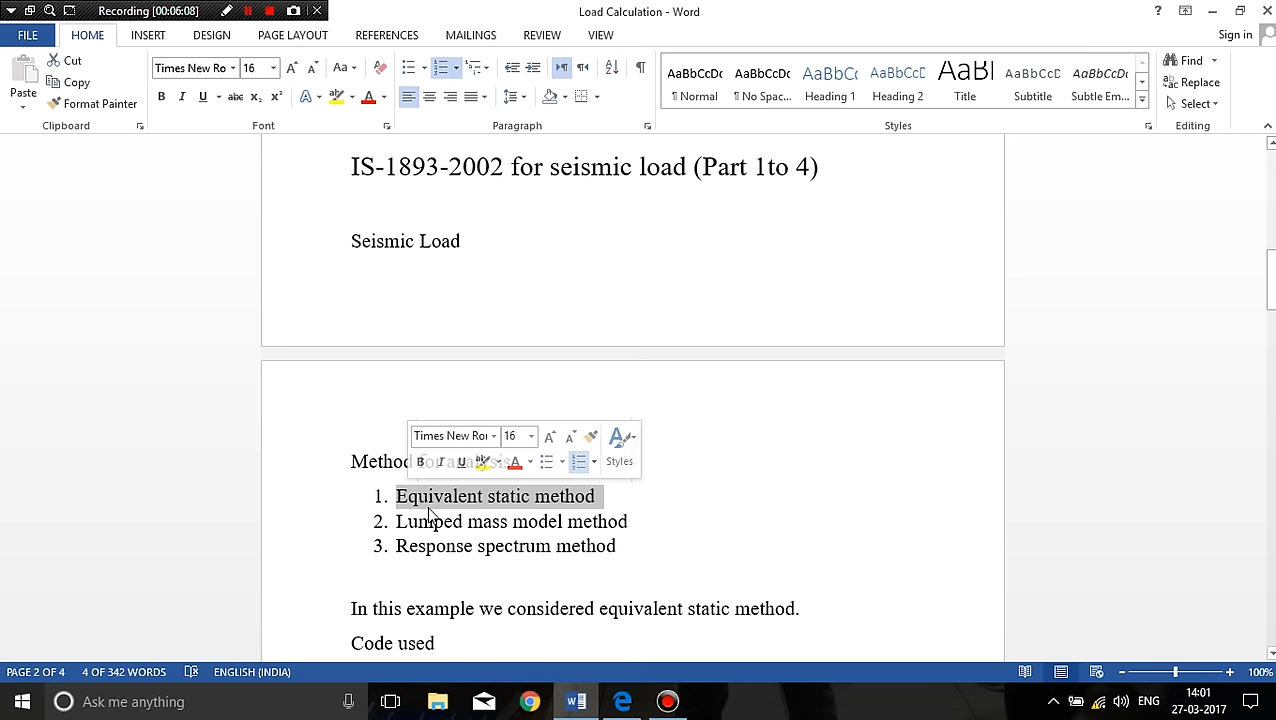 Recording [00:06:08]
Load Calculation - Word
FILE
HOME
INSERT
DESIGN
PAGE LAYOUT
REFERENCES
MAILINGS
REVIEW
VIEW
Sign in
Paste
Cut
Copy
Format Painter
Clipboard
Times New Ro
16
Font
Paragraph
AaBbCcDc
¶ Normal
AaBbCcDc
¶ No Spac...
AaBbCc
Heading 1
AaBbCcC
Heading 2
AaBl
Title
AaBbCcD
Subtitle
AaBbCcDc
Subtle Em...
Styles
Find
Replace
Select
Editing
IS-1893-2002 for seismic load (Part 1to 4)
Seismic Load
Times New Roı
16
Styles
Method for analysis
1. Equivalent static method
2. Lumped mass model method
3. Response spectrum method
In this example we considered equivalent static method.
Code used
PAGE 2 OF 4
4 OF 342 WORDS
ENGLISH (INDIA)
100%
Ask me anything
ENG
14:01
27-03-2017